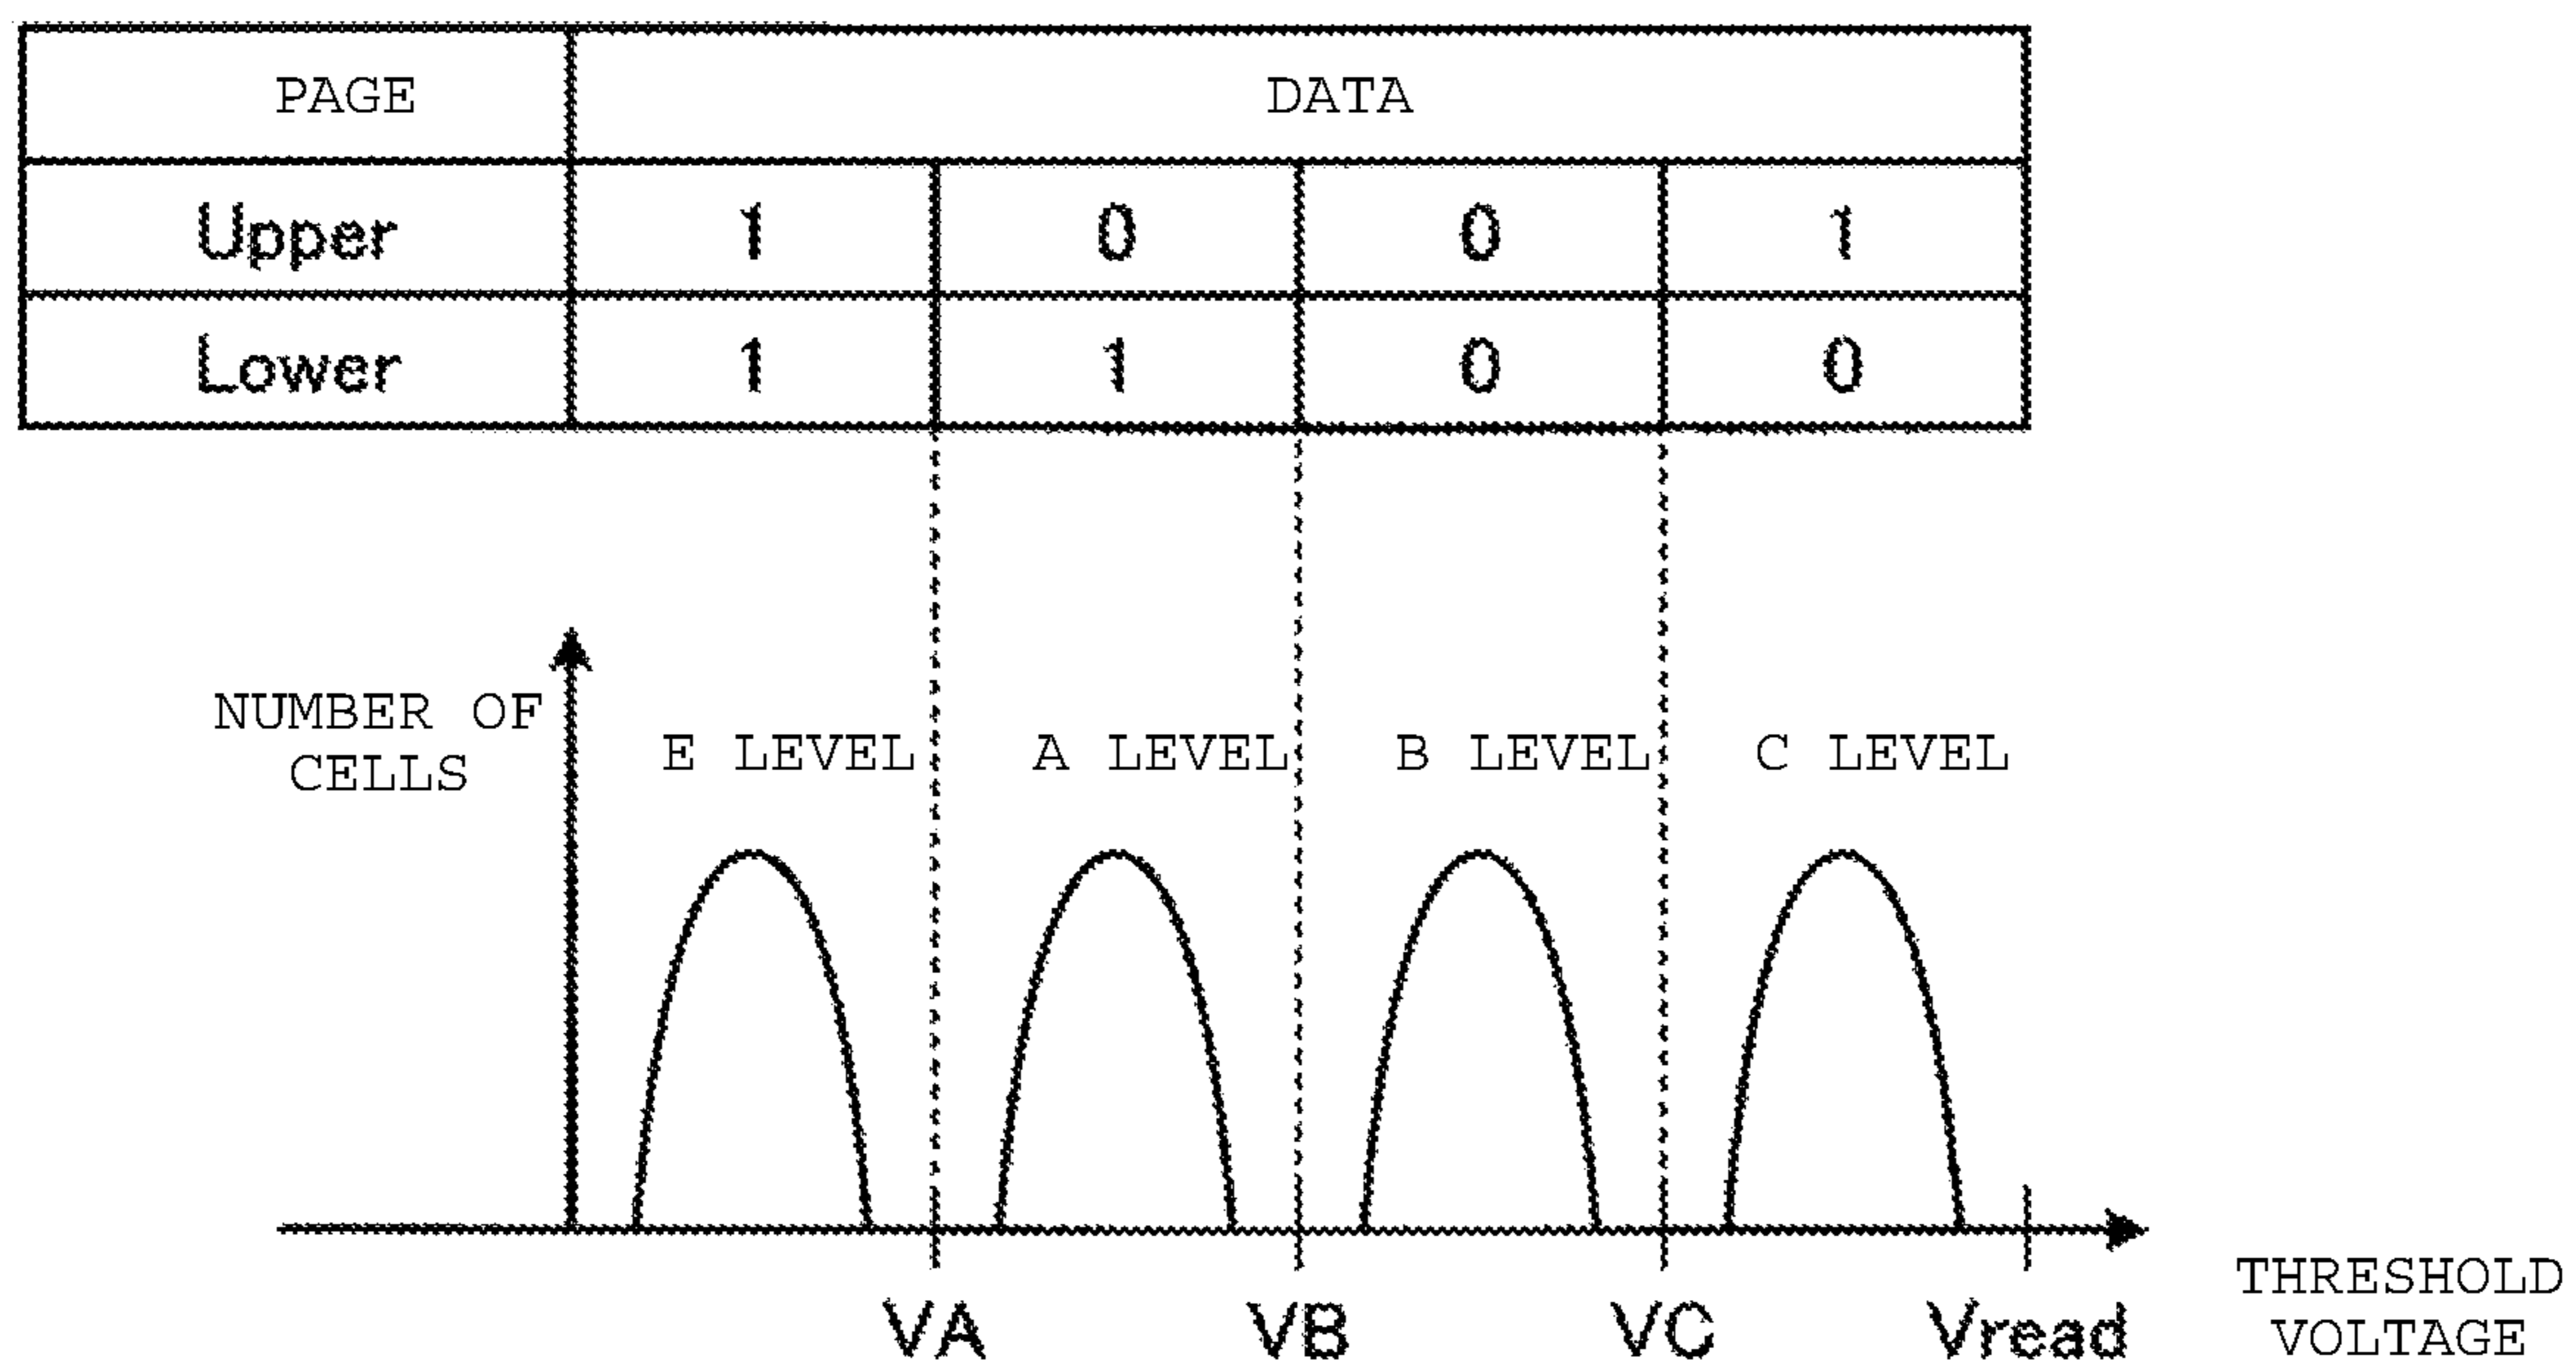 PAGE DATA
Upper 1 0 0 1
Lower 1 1 0 0
NUMBER OF
CELLS
E LEVEL A LEVEL B LEVEL C LEVEL
VA VB VC Vread
THRESHOLD
VOLTAGE